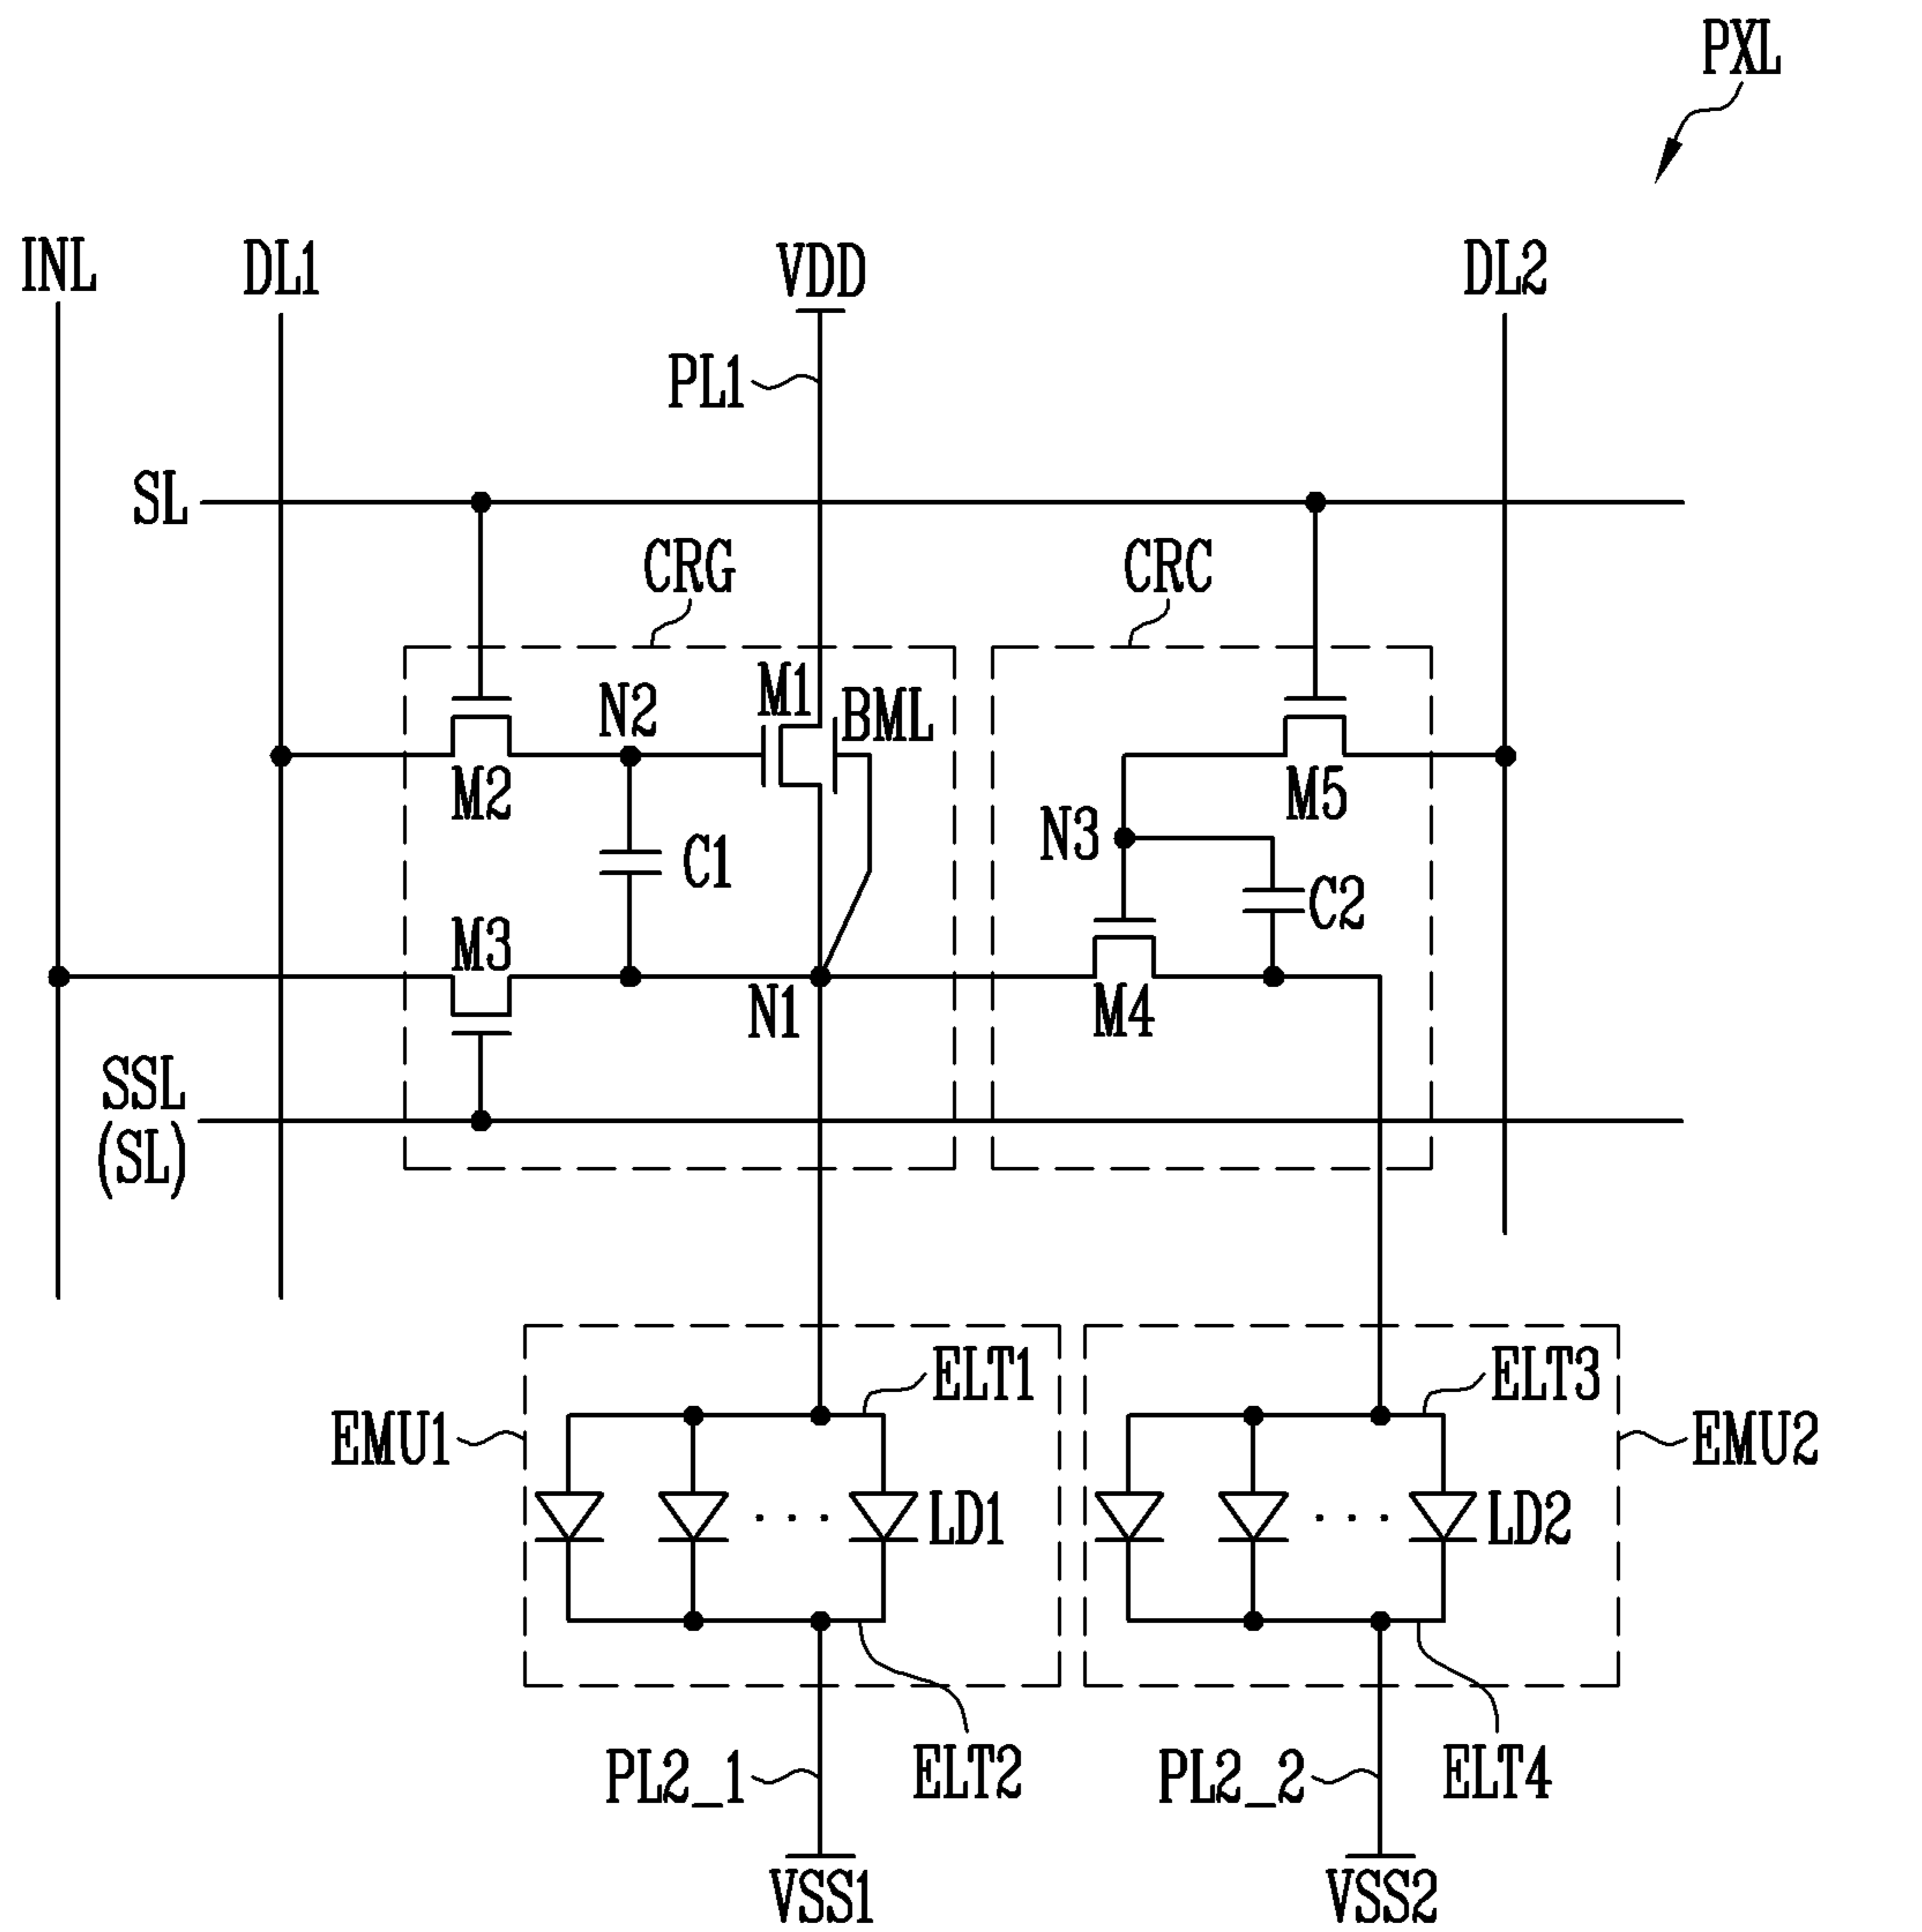 PXL
INL
DL1
VDD
DL2
PL1
SL
CRG
CRC
M1
N2
BML
M2
M5
N3
C1
C2
M3
N1
M4
SSL
(SL)
ELT1
ELT3
EMU1
EMU2
LD1
LD2
PL2_1
ELT2
PL2_2
ELT4
VSS1
VSS2